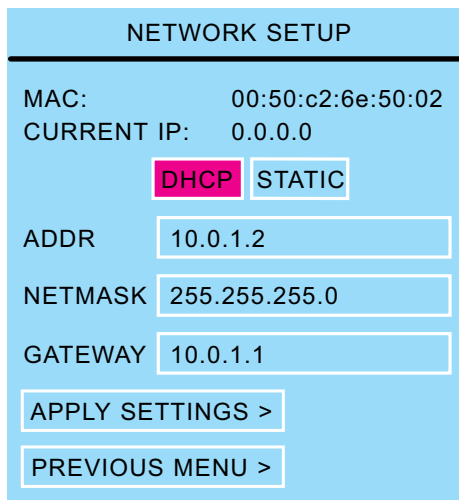 NETWORK SETUP
MAC: 00:50:c2:6e:50:02
CURRENT IP: 0.0.0.0
DHCP STATIC
ADDR 10.0.1.2
NETMASK 255.255.255.0
GATEWAY 10.0.1.1
APPLY SETTINGS >
PREVIOUS MENU >